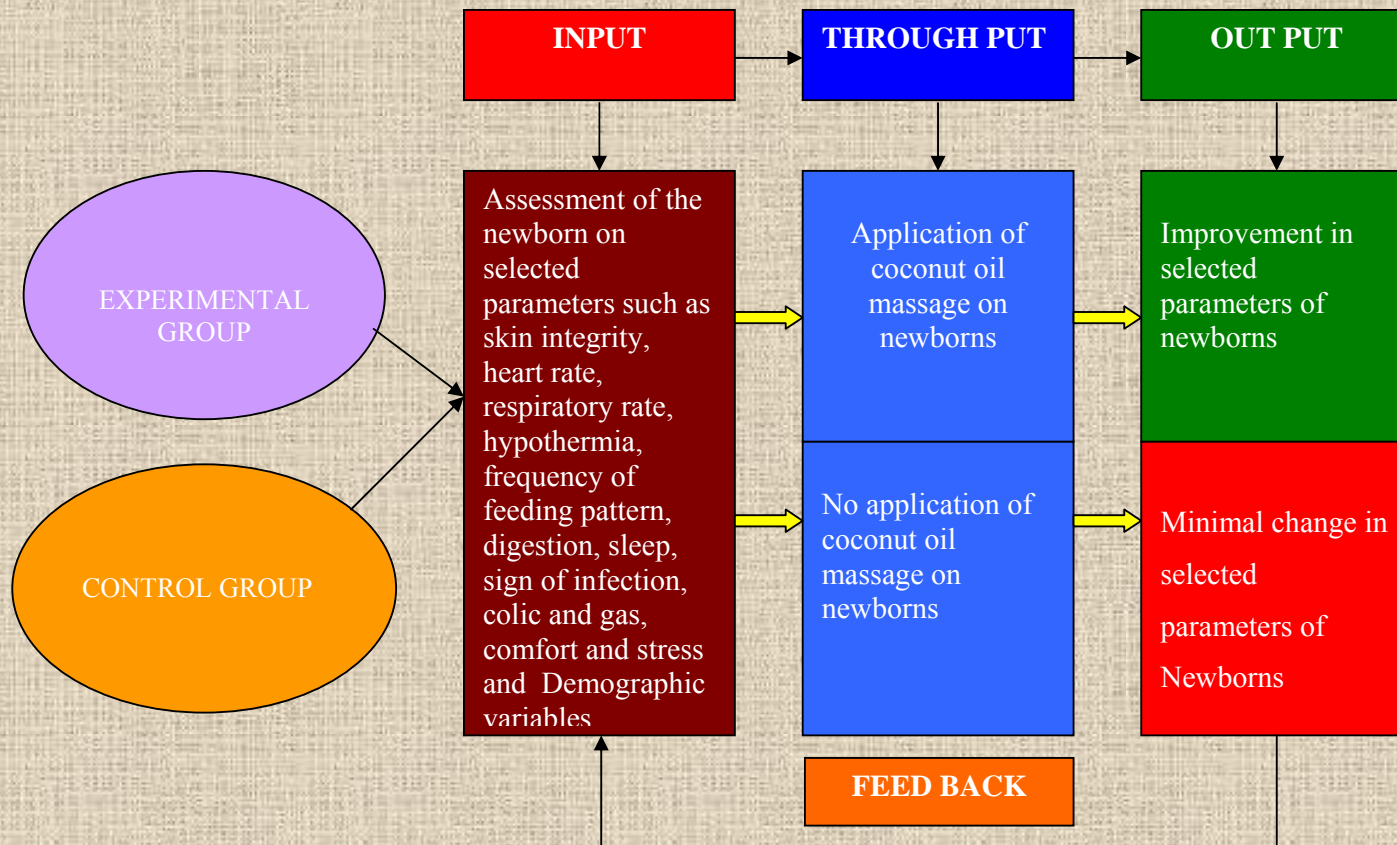 INPUT
THROUGH PUT
OUT PUT
EXPERIMENTAL
GROUP
CONTROL GROUP
Assessment of the
newborn on
selected
parameters such as
skin integrity,
heart rate,
respiratory rate,
hypothermia,
frequency of
feeding pattern,
digestion, sleep,
sign of infection,
colic and gas,
comfort and stress
and Demographic
variables
Application of
coconut oil
massage on
newborns
No application of
coconut oil
massage on
newborns
Improvement in
selected
parameters of
newborns
Minimal change in
selected
parameters of
Newborns
FEED BACK